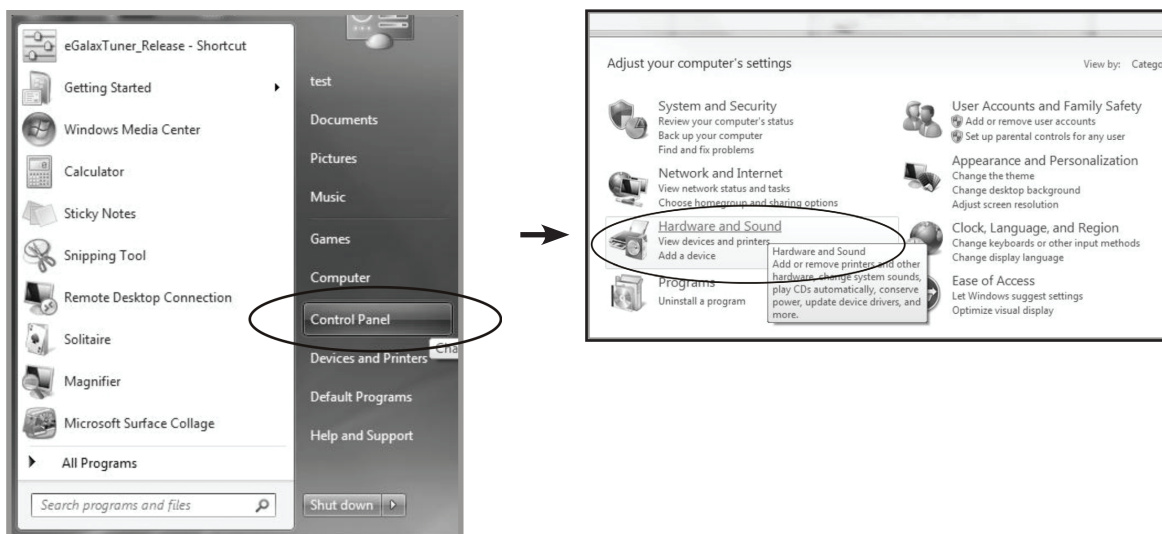 eGalaxTuner_Release - Shortcut
Getting Started
Windows Media Center
Calculator
Sticky Notes
Snipping Tool
Remote Desktop Connection
Solitaire
Magnifier
Microsoft Surface Collage
All Programs
Search programs and files
test
Documents
Pictures
Music
Games
Computer
Control Panel
Cha
Devices and Printers
Default Programs
Help and Support
Shut down
Adjust your computer's settings
View by: Catego
System and Security
Review your computer's status
Back up your computer
Find and fix problems
Network and Internet
View network status and tasks
Choose homegroup and sharing options
Hardware and Sound
View devices and printers
Add a device
Programs
Uninstall a program
Hardware and Sound
Add or remove printers and other
hardware, change system sounds,
play CDs automatically, conserve
power, update device drivers, and
more.
User Accounts and Family Safety
Add or remove user accounts
Set up parental controls for any user
Appearance and Personalization
Change the theme
Change desktop background
Adjust screen resolution
Clock, Language, and Region
Change keyboards or other input methods
Change display language
Ease of Access
Let Windows suggest settings
Optimize visual display